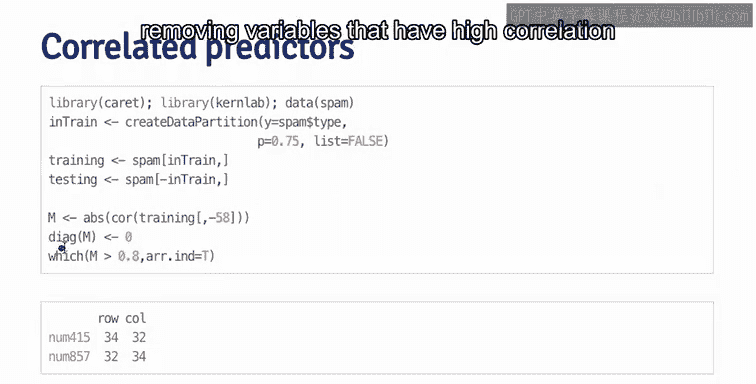 removing variables that have high correlation
Correlated predictors
library(caret); library(kernlab); data(spam)
inTrain <- createDataPartition(y=spam$type,
p=0.75, list=FALSE)
training <- spam[inTrain,]
testing <- spam[-inTrain,]
M <- abs(cor(training[,-58]))
diag(M) <- 0
which(M > 0.8,arr.ind=T)
row col
num415 34 32
num857 32 34